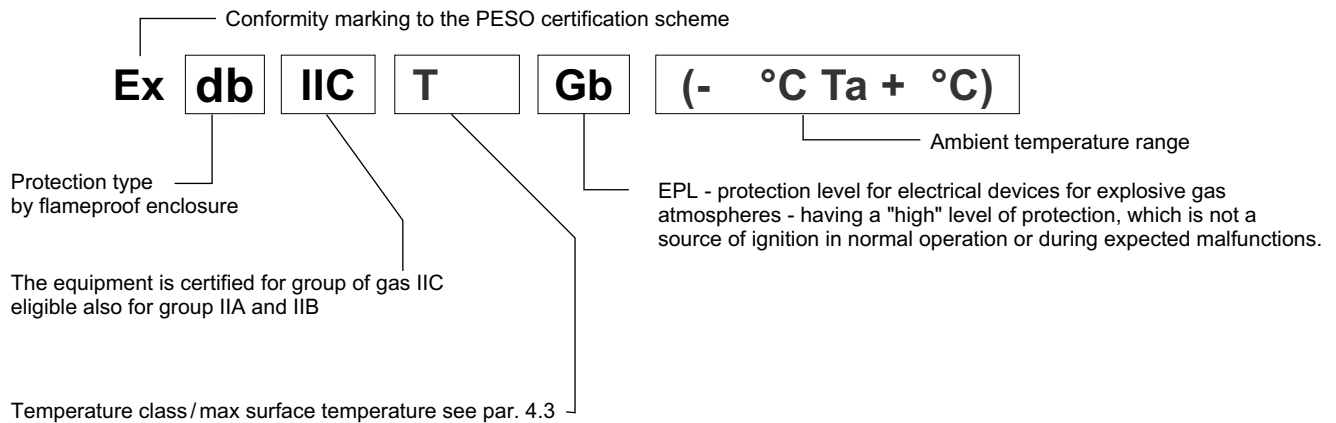 Conformity marking to the PESO certification scheme
Ex db IIC T Gb (- °C Ta + °C)
Ambient temperature range
Protection type
by flameproof enclosure
EPL - protection level for electrical devices for explosive gas
atmospheres - having a "high" level of protection, which is not a
source of ignition in normal operation or during expected malfunctions.
The equipment is certified for group of gas IIC
eligible also for group IIA and IIB
Temperature class/max surface temperature see par. 4.3